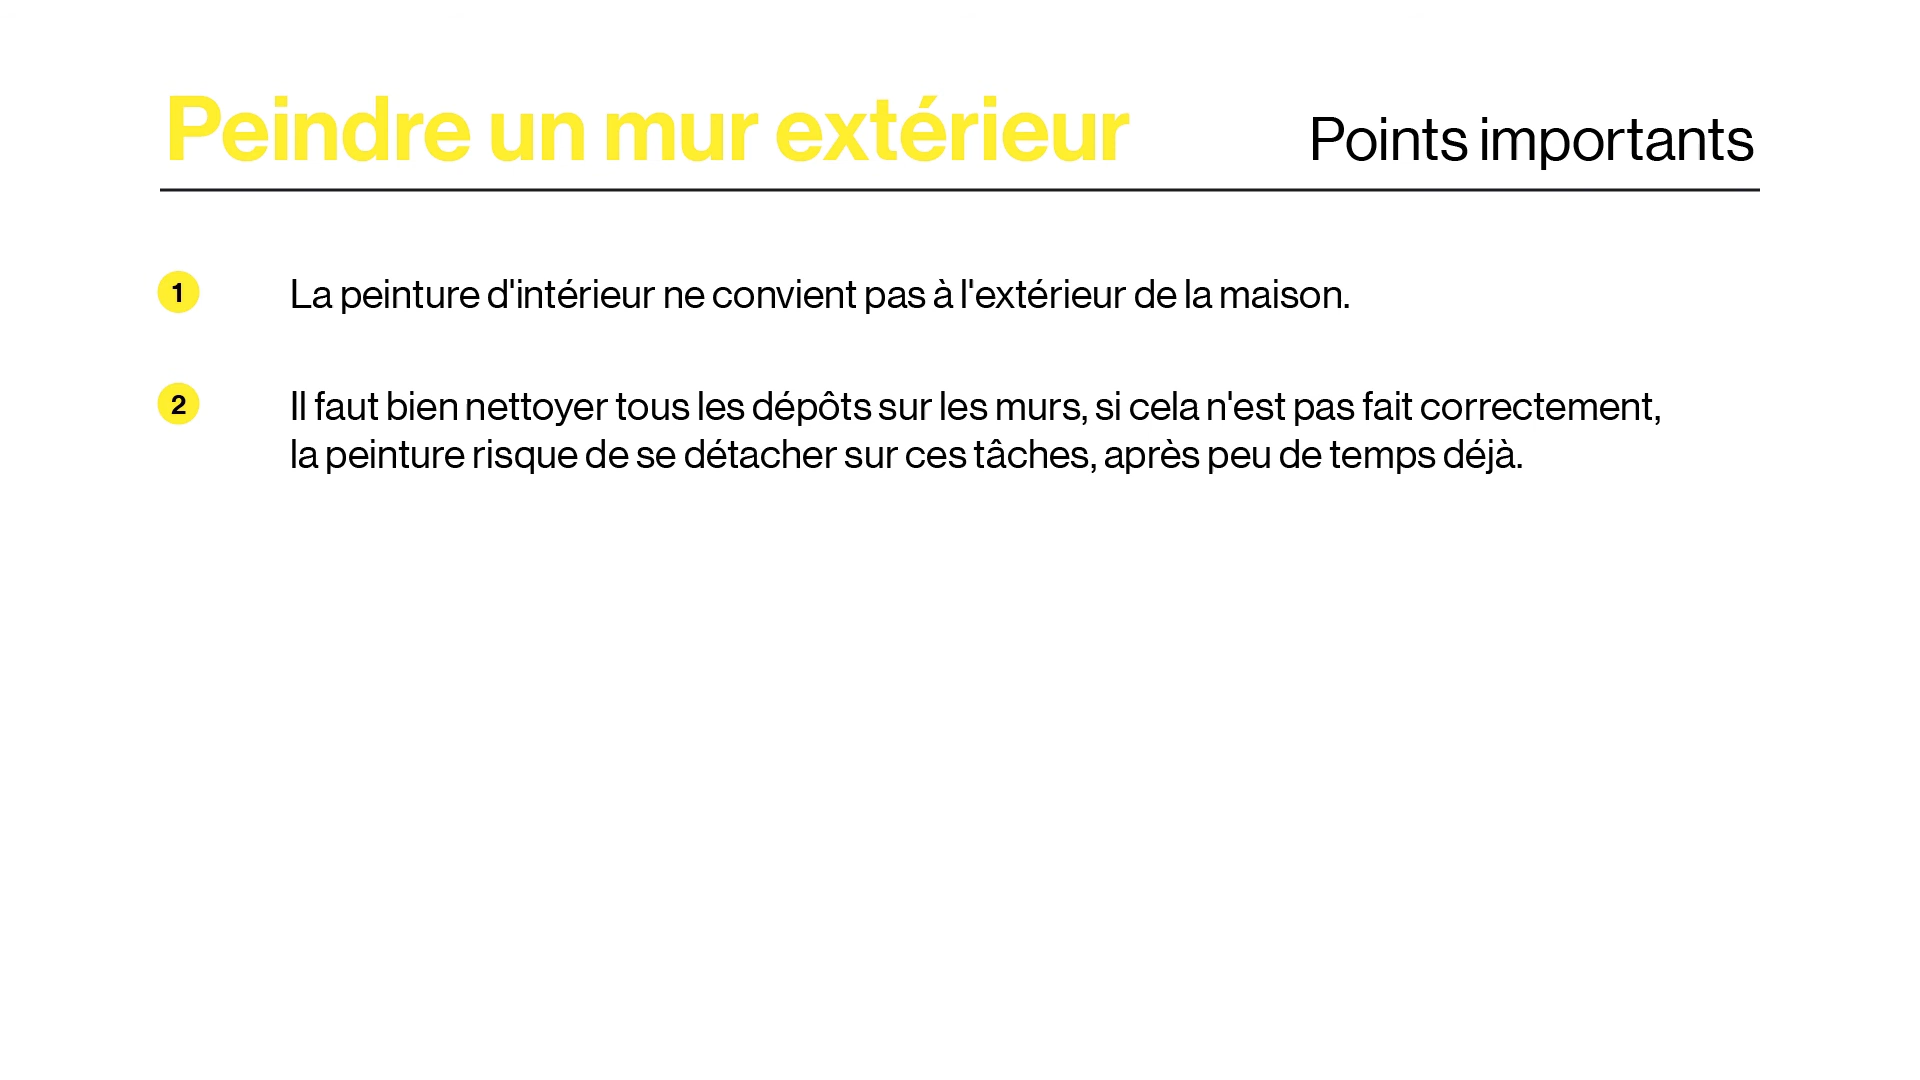 Peindre un mur extérieur
Points importants
1 La peinture d'intérieur ne convient pas à l'extérieur de la maison.
2 Il faut bien nettoyer tous les dépôts sur les murs, si cela n'est pas fait correctement,
la peinture risque de se détacher sur ces tâches, après peu de temps déjà.